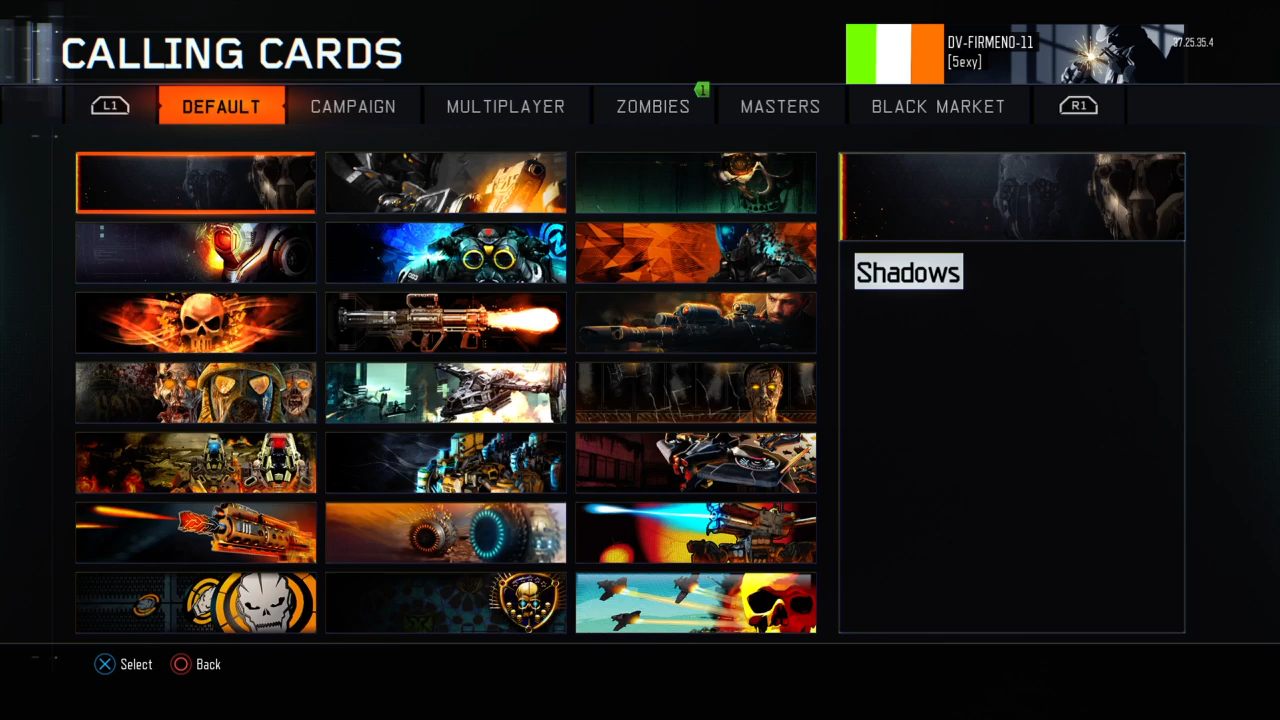 CALLING CARDS
DV-FIRMENO-11
[5exy]
37.25.35.4
L1
DEFAULT
CAMPAIGN
MULTIPLAYER
ZOMBIES
1
MASTERS
BLACK MARKET
R1
Shadows
Select
Back